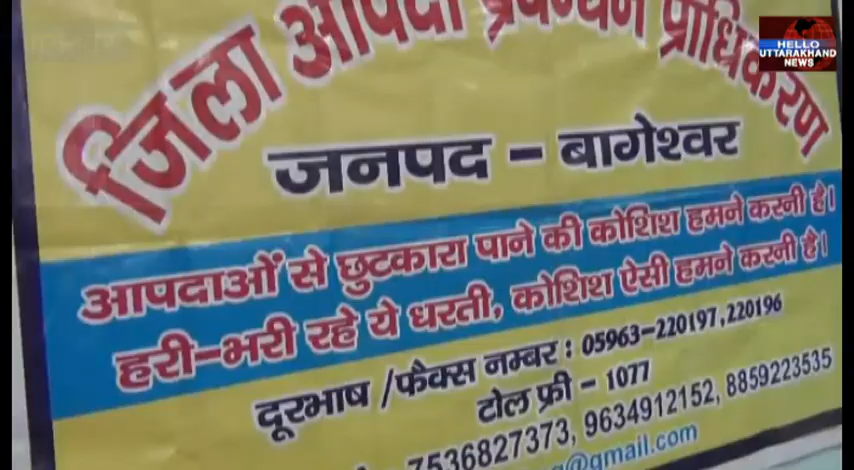 HELLO
UTTARAKHAND
NEWS
जिला आपदा प्रबन्धन प्राधिकरण
जनपद - बागेश्वर
आपदाओं से छुटकारा पाने की कोशिश हमने करनी है।
हरी-भरी रहे ये धरती, कोशिश ऐसी हमने करनी है।
दूरभाष /फैक्स नम्बर : 05963-220197,220196
टोल फ्री - 1077
7536827373, 9634912152, 8859223535
@gmail.com